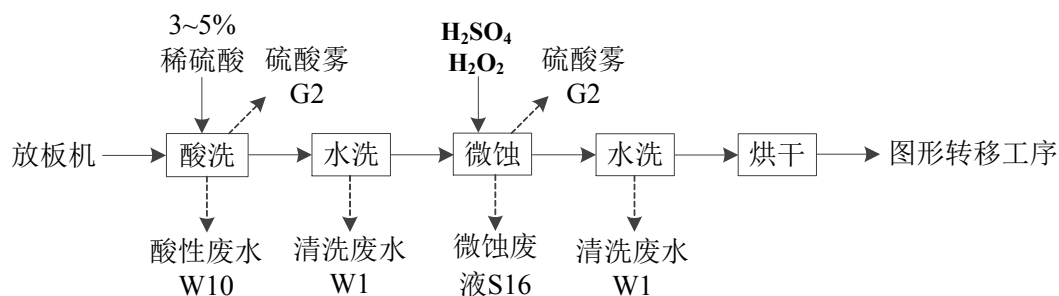 3~5%
稀硫酸
硫酸雾
G2
H₂SO₄
H₂O₂
硫酸雾
G2
放板机
酸洗
水洗
微蚀
水洗
烘干
图形转移工序
酸性废水
W10
清洗废水
W1
微蚀废
液S16
清洗废水
W1